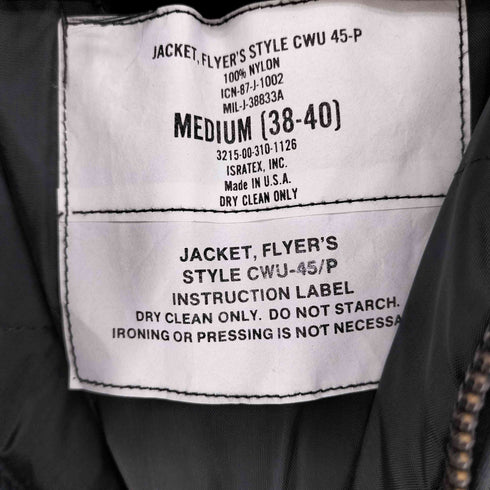 JACKET, FLYER'S STYLE CWU 45-P
100% NYLON
ICN-87-J-1002
MIL-J-38833A
MEDIUM (38-40)
3215-00-310-1126
ISRATEX, INC.
Made in U.S.A.
DRY CLEAN ONLY
JACKET, FLYER'S
STYLE CWU-45/P
INSTRUCTION LABEL
DRY CLEAN ONLY. DO NOT STARCH.
IRONING OR PRESSING IS NOT NECESSA